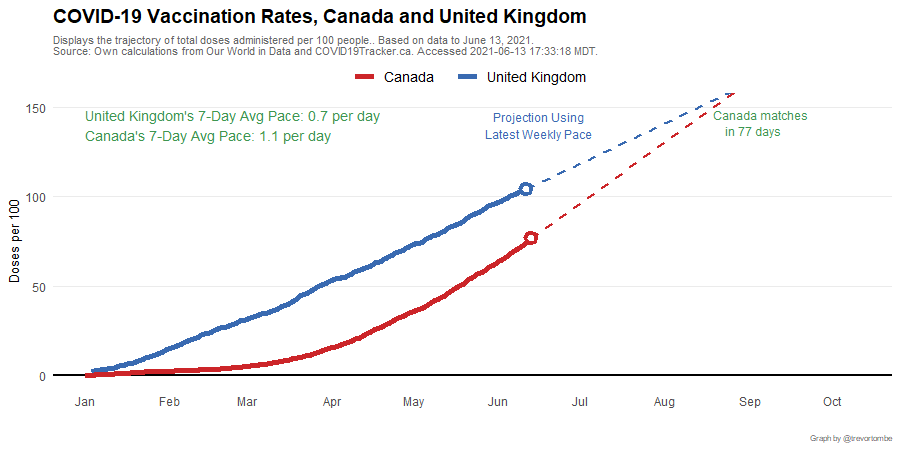 COVID-19 Vaccination Rates, Canada and United Kingdom
Displays the trajectory of total doses administered per 100 people.. Based on data to June 13, 2021.
Source: Own calculations from Our World in Data and COVID19Tracker.ca. Accessed 2021-06-13 17:33:18 MDT.
Canada
United Kingdom
150
United Kingdom's 7-Day Avg Pace: 0.7 per day
Canada's 7-Day Avg Pace: 1.1 per day
Projection Using
Latest Weekly Pace
Canada matches
in 77 days
100
Doses per 100
50
0
Jan Feb Mar Apr May Jun Jul Aug Sep Oct
Graph by @trevortombe